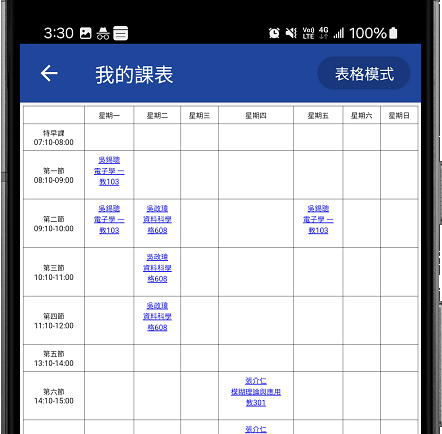 3:30 Vo)) LTE 4G 100%
我的課表 表格模式
星期一 星期二 星期三 星期四 星期五 星期六 星期日
特早課
07:10-08:00
第一節
08:10-09:00
吳錫聰
電子學 一
教103
第二節
09:10-10:00
吳錫聰
電子學 一
教103
吳政瑋
資料科學
格608
吳錫聰
電子學 一
教103
第三節
10:10-11:00
吳政瑋
資料科學
格608
第四節
11:10-12:00
吳政瑋
資料科學
格608
第五節
13:10-14:00
第六節
14:10-15:00
張介仁
模糊理論與應用
教301
張介仁